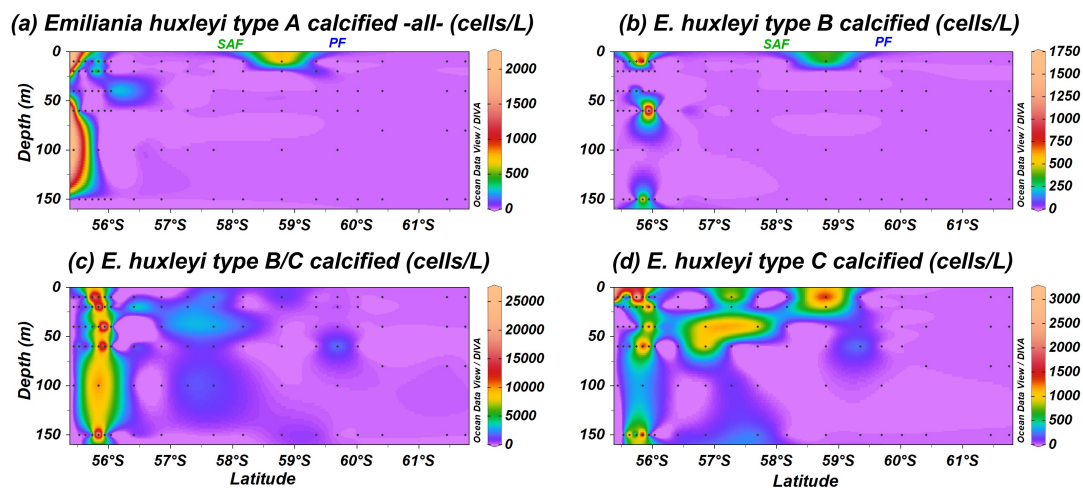 (a) Emiliania huxleyi type A calcified -all- (cells/L)
SAF PF
0
50
100
150
Depth (m)
56°S 57°S 58°S 59°S 60°S 61°S
2000
1500
1000
500
0
Ocean Data View / DIVA
(b) E. huxleyi type B calcified (cells/L)
SAF PF
0
50
100
150
56°S 57°S 58°S 59°S 60°S 61°S
1750
1500
1250
1000
750
500
250
0
Ocean Data View / DIVA
(c) E. huxleyi type B/C calcified (cells/L)
0
50
100
150
Depth (m)
56°S 57°S 58°S 59°S 60°S 61°S
Latitude
25000
20000
15000
10000
5000
0
Ocean Data View / DIVA
(d) E. huxleyi type C calcified (cells/L)
0
50
100
150
56°S 57°S 58°S 59°S 60°S 61°S
Latitude
3000
2500
2000
1500
1000
500
0
Ocean Data View / DIVA